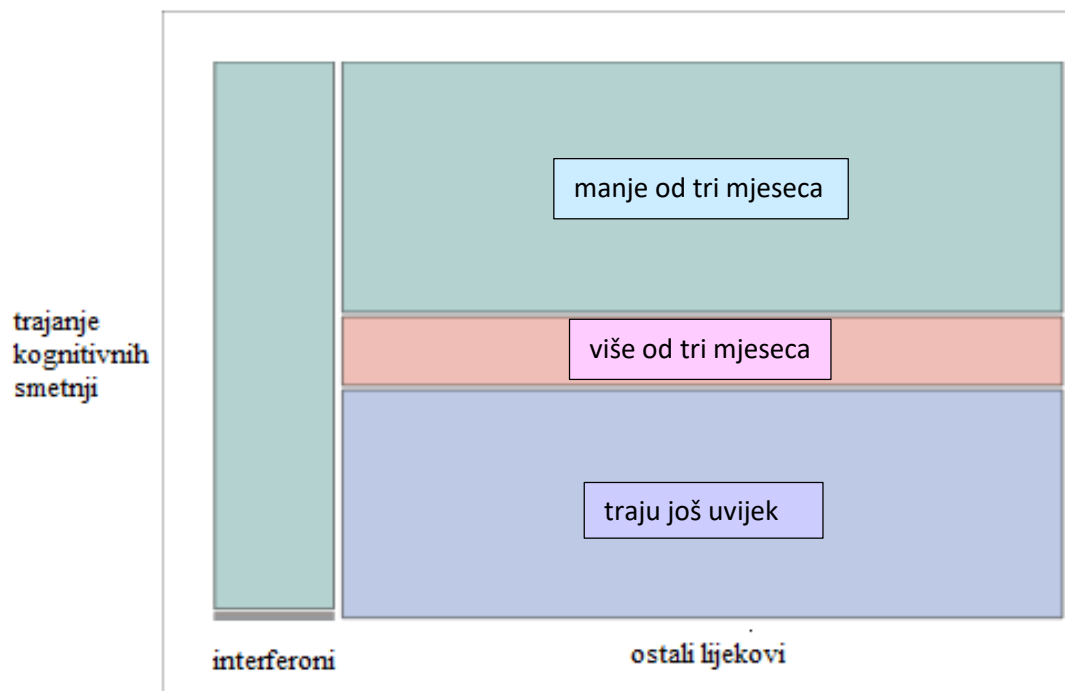 manje od tri mjeseca
trajanje
kognitivnih
smetnji
više od tri mjeseca
traju još uvijek
interferoni
ostali lijekovi